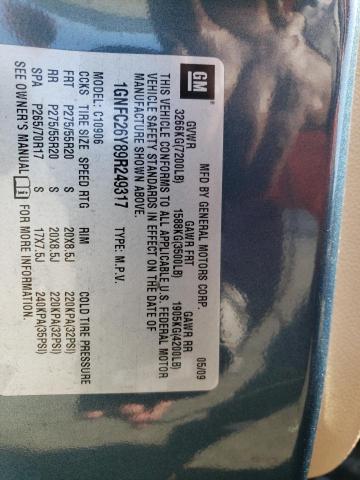 GM
MFD BY GENERAL MOTORS CORP. 05/09
GVWR GAWR FRT GAWR RR
3266KG(7200LB) 1588KG(3500LB) 1905KG(4200LB)
THIS VEHICLE CONFORMS TO ALL APPLICABLE U.S. FEDERAL MOTOR
VEHICLE SAFETY STANDARDS IN EFFECT ON THE DATE OF
MANUFACTURE SHOWN ABOVE.
1GNFC26Y89R249317 TYPE: M.P.V.
MODEL: C10906
CCKS TIRE SIZE SPEED RTG RIM COLD TIRE PRESSURE
FRT P275/55R20 S 20X8.5J 220KPA(32PSI)
RR P275/55R20 S 20X8.5J 220KPA(32PSI)
SPA P265/70R17 S 17X7.5J 240KPA(35PSI)
SEE OWNER'S MANUAL FOR MORE INFORMATION.